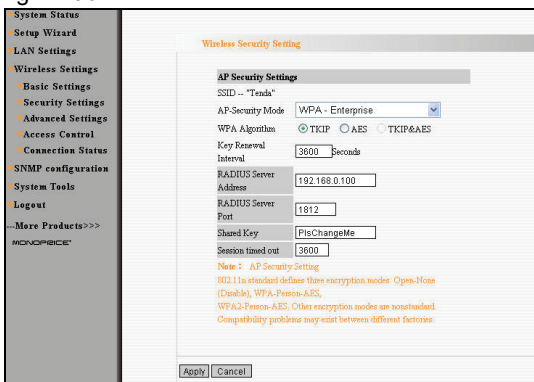 System Status
Setup Wizard
LAN Settings
Wireless Settings
Basic Settings
Security Settings
Advanced Settings
Access Control
Connection Status
SNMP configuration
System Tools
Logout
---More Products>>>
MONOPRICE
Wireless Security Setting
AP Security Settings
SSID -- "Tenda"
AP-Security Mode WPA - Enterprise
WPA Algorithm TKIP AES TKIP&AES
Key Renewal
Interval 3600 Seconds
RADIUS Server
Address 192.168.0.100
RADIUS Server
Port 1812
Shared Key PlsChangeMe
Session timed out 3600
Note： AP Security Setting
802.11n standard defines three encryption modes: Open-None
(Disable), WPA-Person-AES,
WPA2-Person-AES. Other encryption modes are nonstandard.
Compatibility problems may exist between different factories.
Apply Cancel